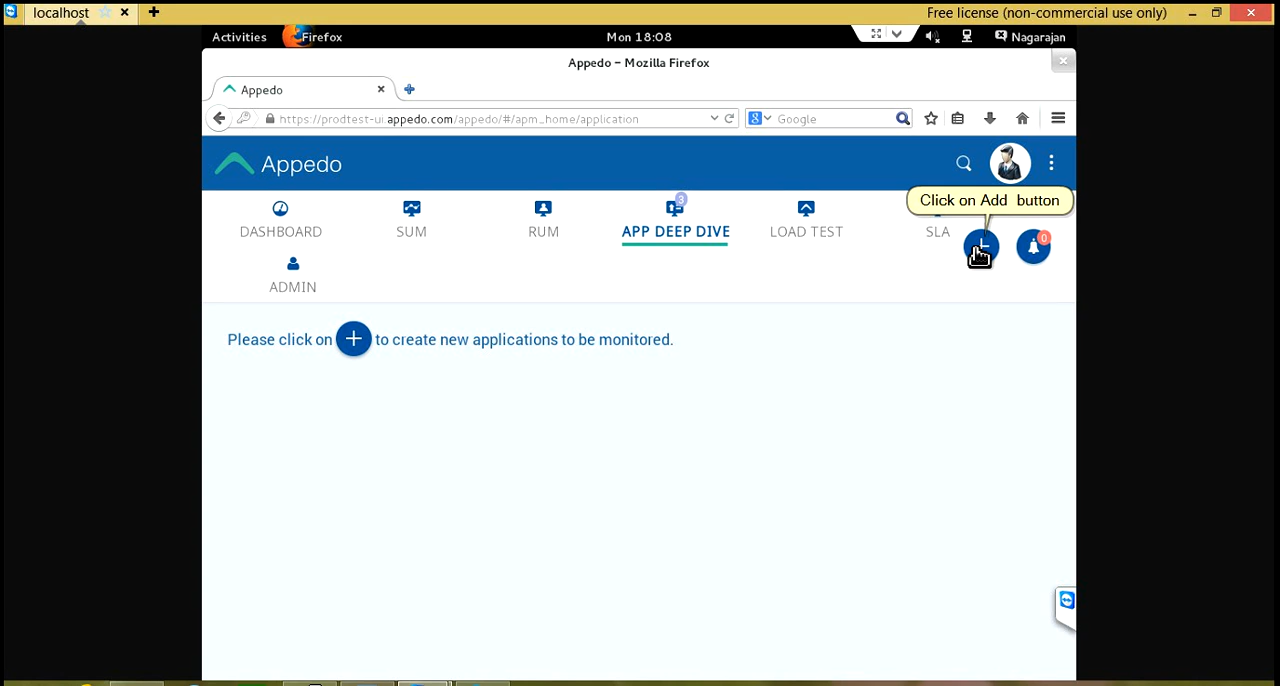 localhost
Free license (non-commercial use only)
Activities Firefox Mon 18:08 Nagarajan
Appedo - Mozilla Firefox
Appedo
https://prodtest-ui.appedo.com/appedo/#/apm_home/application Google
Appedo
Click on Add button
3
DASHBOARD SUM RUM APP DEEP DIVE LOAD TEST SLA
0
ADMIN
Please click on + to create new applications to be monitored.